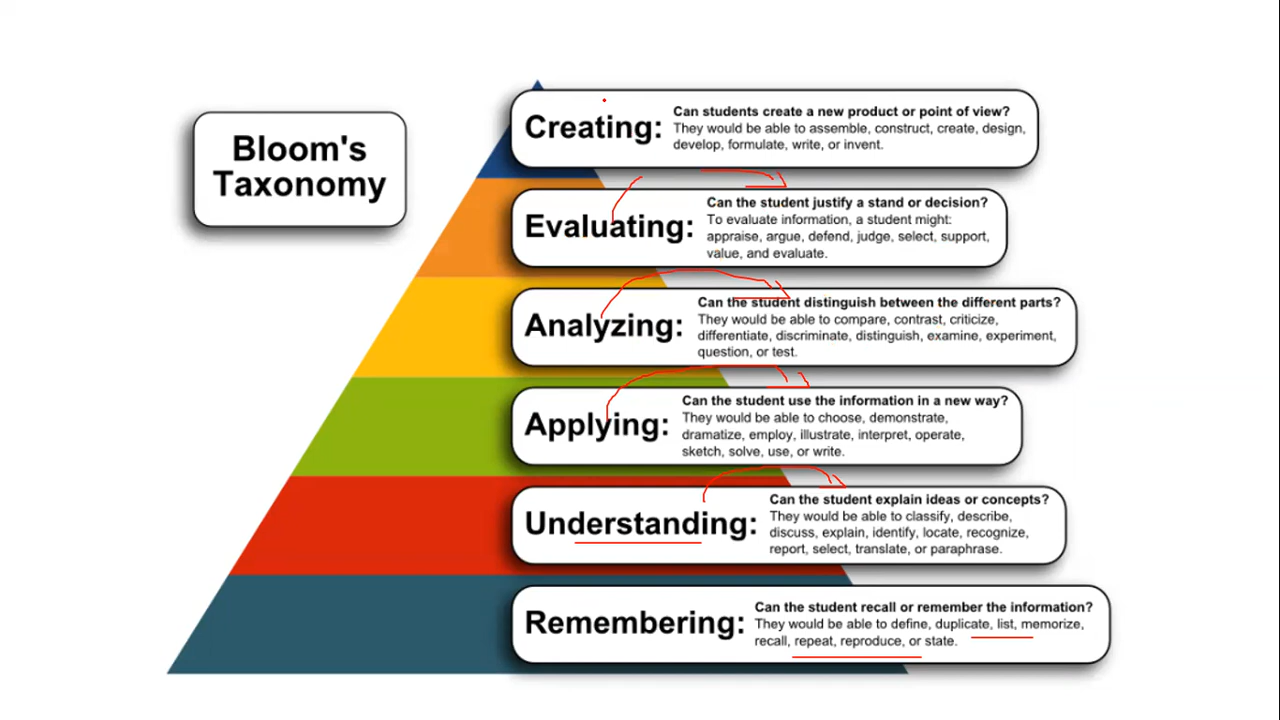 Bloom's
Taxonomy
Creating:
Can students create a new product or point of view?
They would be able to assemble, construct, create, design,
develop, formulate, write, or invent.
Evaluating:
Can the student justify a stand or decision?
To evaluate information, a student might:
appraise, argue, defend, judge, select, support,
value, and evaluate.
Analyzing:
Can the student distinguish between the different parts?
They would be able to compare, contrast, criticize,
differentiate, discriminate, distinguish, examine, experiment,
question, or test.
Applying:
Can the student use the information in a new way?
They would be able to choose, demonstrate,
dramatize, employ, illustrate, interpret, operate,
sketch, solve, use, or write.
Understanding:
Can the student explain ideas or concepts?
They would be able to classify, describe,
discuss, explain, identify, locate, recognize,
report, select, translate, or paraphrase.
Remembering:
Can the student recall or remember the information?
They would be able to define, duplicate, list, memorize,
recall, repeat, reproduce, or state.